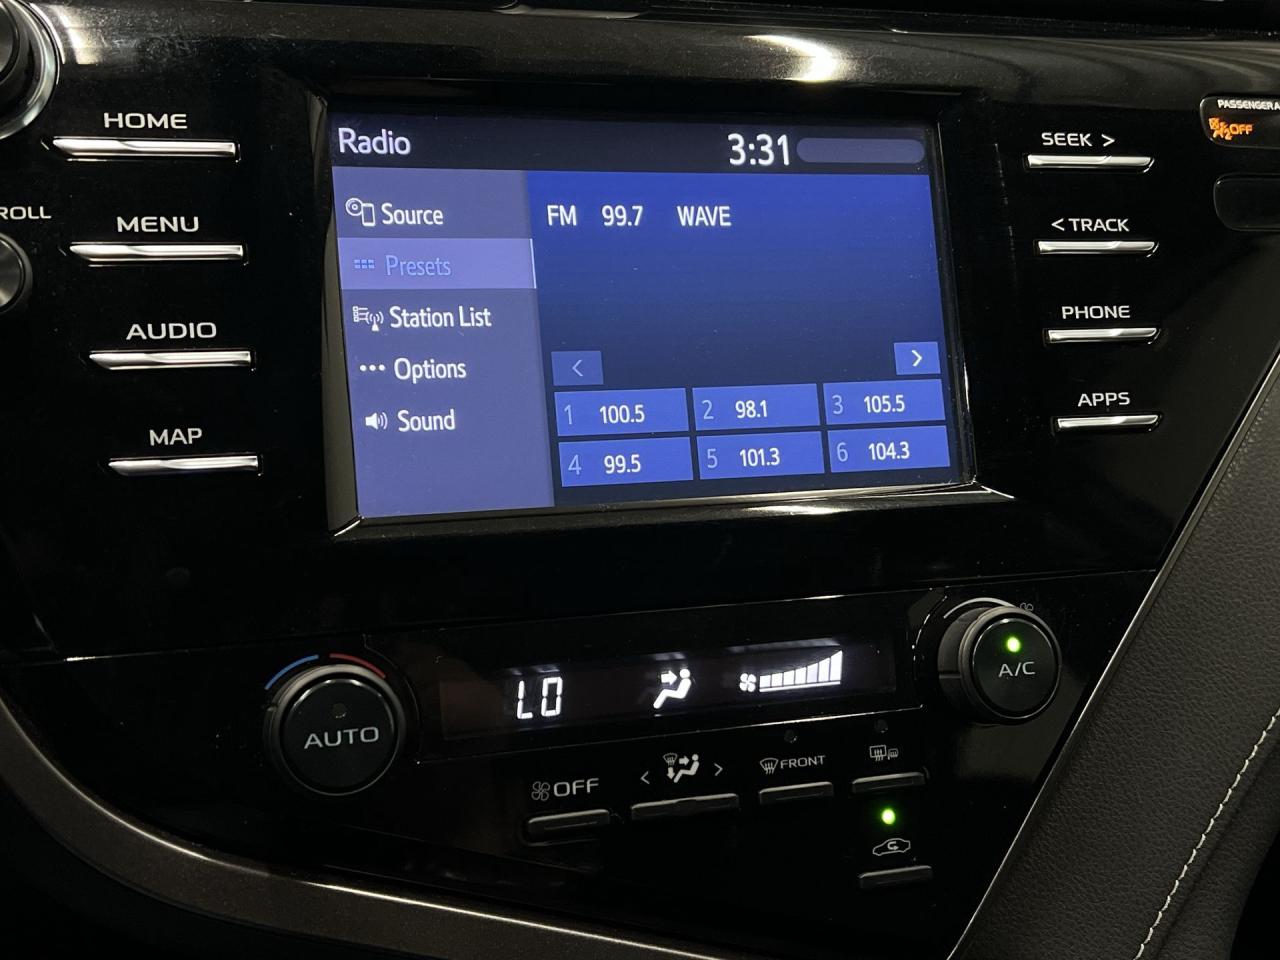 HOME
MENU
AUDIO
MAP
ROLL
Radio
3:31
Source
Presets
Station List
Options
Sound
FM 99.7 WAVE
<
>
1 100.5
2 98.1
3 105.5
4 99.5
5 101.3
6 104.3
SEEK >
< TRACK
PHONE
APPS
PASSENGER A
2 OFF
AUTO
LO
A/C
OFF
< >
FRONT